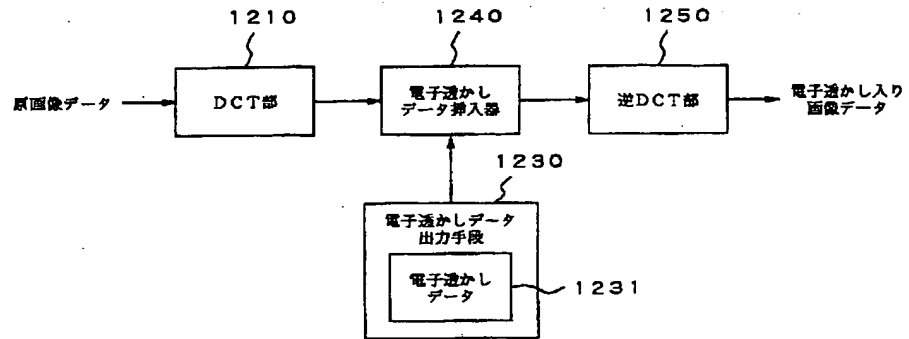 1210
1240
1250
原画像データ
DCT部
電子透かし
データ挿入器
逆DCT部
電子透かし入り
画像データ
1230
電子透かしデータ
出力手段
電子透かし
データ
1231